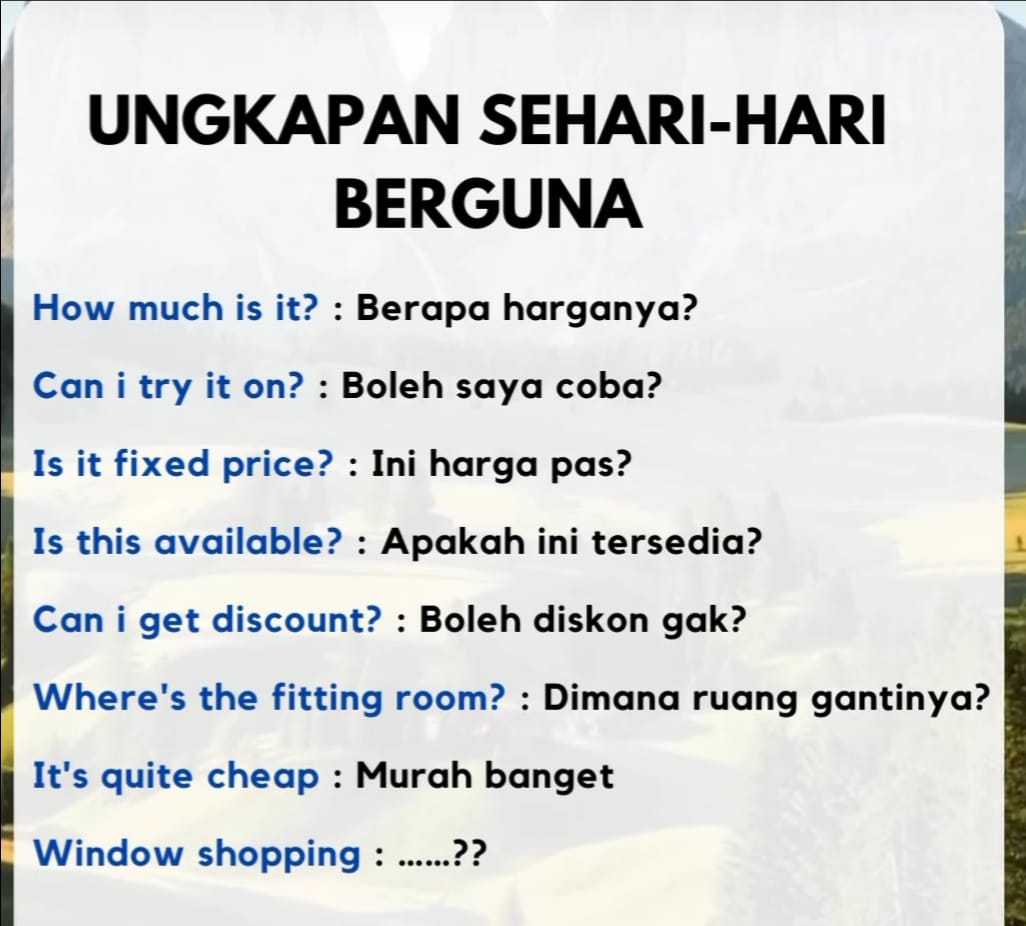 UNGKAPAN SEHARI-HARI
BERGUNA
How much is it? : Berapa harganya?
Can i try it on? : Boleh saya coba?
Is it fixed price? : Ini harga pas?
Is this available? : Apakah ini tersedia?
Can i get discount? : Boleh diskon gak?
Where's the fitting room? : Dimana ruang gantinya?
It's quite cheap : Murah banget
Window shopping : ......??